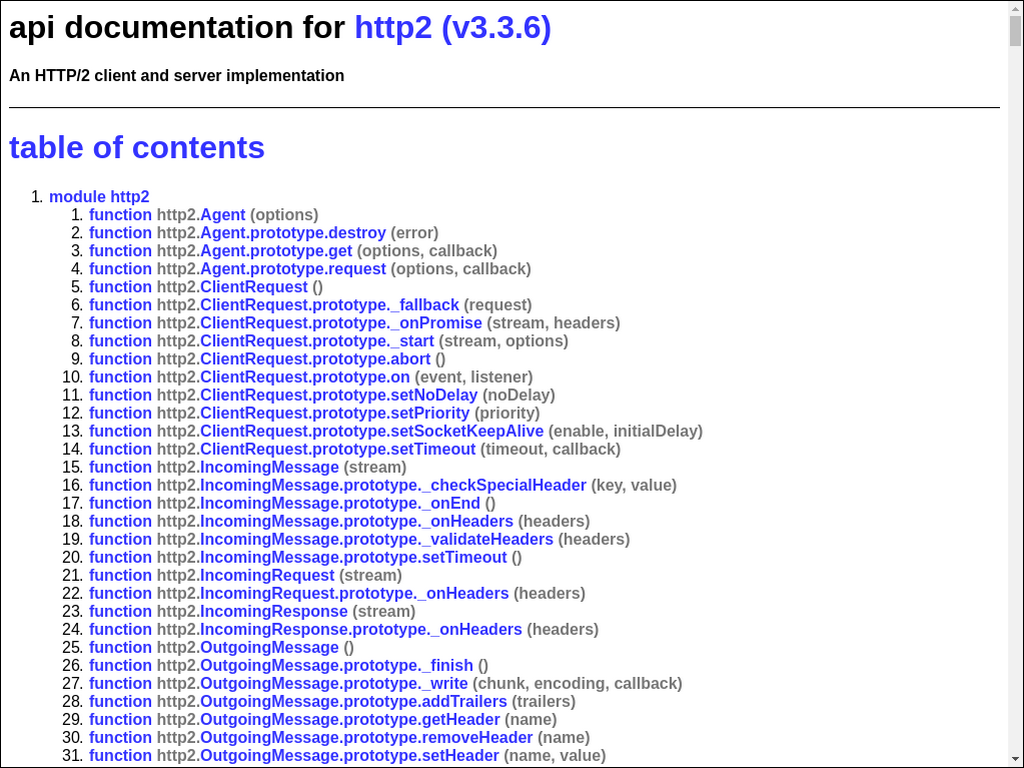 api documentation for http2 (v3.3.6)
An HTTP/2 client and server implementation
table of contents
1. module http2
1. function http2.Agent (options)
2. function http2.Agent.prototype.destroy (error)
3. function http2.Agent.prototype.get (options, callback)
4. function http2.Agent.prototype.request (options, callback)
5. function http2.ClientRequest ()
6. function http2.ClientRequest.prototype._fallback (request)
7. function http2.ClientRequest.prototype._onPromise (stream, headers)
8. function http2.ClientRequest.prototype._start (stream, options)
9. function http2.ClientRequest.prototype.abort ()
10. function http2.ClientRequest.prototype.on (event, listener)
11. function http2.ClientRequest.prototype.setNoDelay (noDelay)
12. function http2.ClientRequest.prototype.setPriority (priority)
13. function http2.ClientRequest.prototype.setSocketKeepAlive (enable, initialDelay)
14. function http2.ClientRequest.prototype.setTimeout (timeout, callback)
15. function http2.IncomingMessage (stream)
16. function http2.IncomingMessage.prototype._checkSpecialHeader (key, value)
17. function http2.IncomingMessage.prototype._onEnd ()
18. function http2.IncomingMessage.prototype._onHeaders (headers)
19. function http2.IncomingMessage.prototype._validateHeaders (headers)
20. function http2.IncomingMessage.prototype.setTimeout ()
21. function http2.IncomingRequest (stream)
22. function http2.IncomingRequest.prototype._onHeaders (headers)
23. function http2.IncomingResponse (stream)
24. function http2.IncomingResponse.prototype._onHeaders (headers)
25. function http2.OutgoingMessage ()
26. function http2.OutgoingMessage.prototype._finish ()
27. function http2.OutgoingMessage.prototype._write (chunk, encoding, callback)
28. function http2.OutgoingMessage.prototype.addTrailers (trailers)
29. function http2.OutgoingMessage.prototype.getHeader (name)
30. function http2.OutgoingMessage.prototype.removeHeader (name)
31. function http2.OutgoingMessage.prototype.setHeader (name, value)